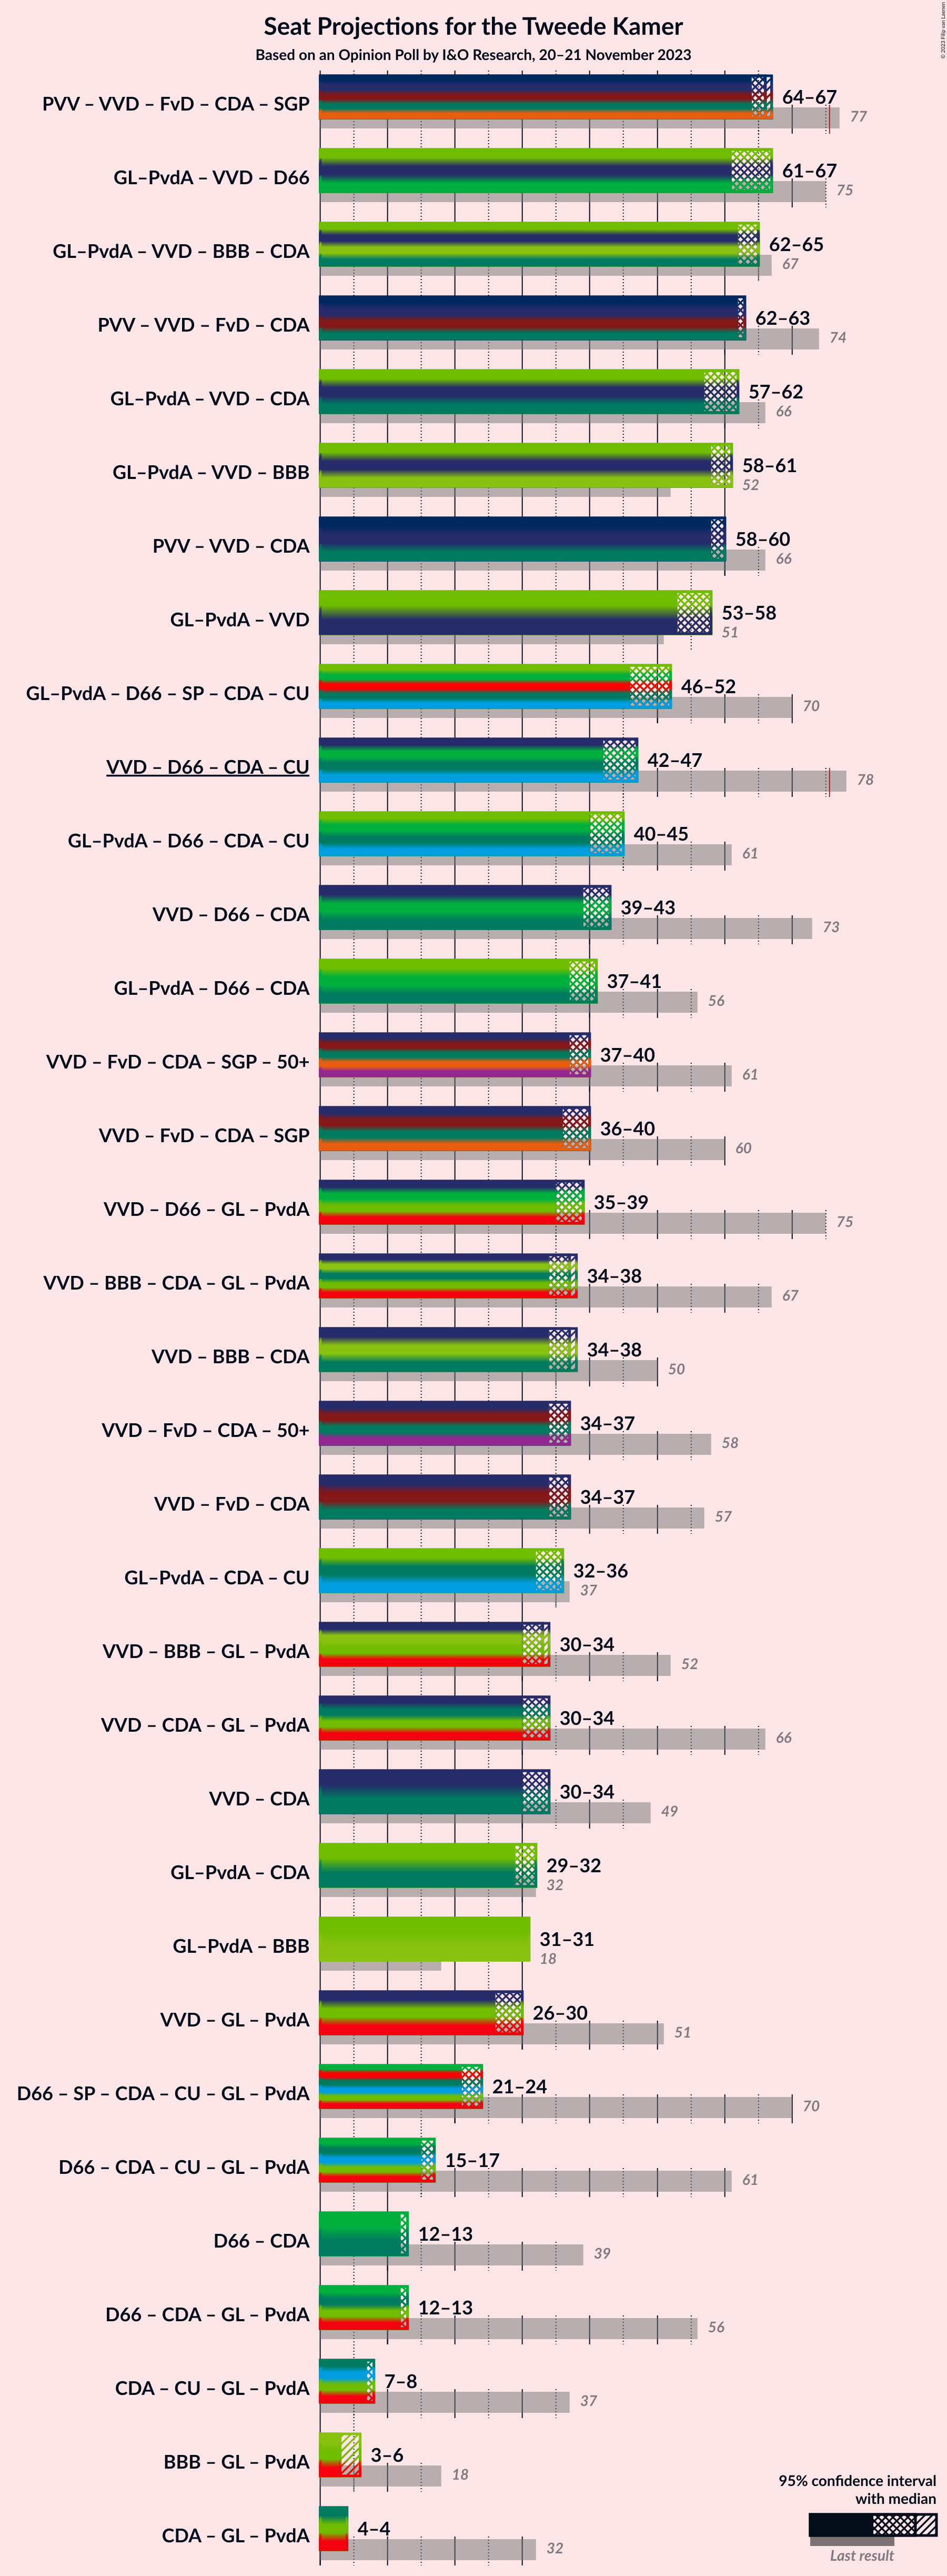 Seat Projections for the Tweede Kamer
Based on an Opinion Poll by I&O Research, 20–21 November 2023
© 2023 Filip van Laenen
PVV – VVD – FvD – CDA – SGP 64–67 77
GL–PvdA – VVD – D66 61–67 75
GL–PvdA – VVD – BBB – CDA 62–65 67
PVV – VVD – FvD – CDA 62–63 74
GL–PvdA – VVD – CDA 57–62 66
GL–PvdA – VVD – BBB 58–61 52
PVV – VVD – CDA 58–60 66
GL–PvdA – VVD 53–58 51
GL–PvdA – D66 – SP – CDA – CU 46–52 70
VVD – D66 – CDA – CU 42–47 78
GL–PvdA – D66 – CDA – CU 40–45 61
VVD – D66 – CDA 39–43 73
GL–PvdA – D66 – CDA 37–41 56
VVD – FvD – CDA – SGP – 50+ 37–40 61
VVD – FvD – CDA – SGP 36–40 60
VVD – D66 – GL – PvdA 35–39 75
VVD – BBB – CDA – GL – PvdA 34–38 67
VVD – BBB – CDA 34–38 50
VVD – FvD – CDA – 50+ 34–37 58
VVD – FvD – CDA 34–37 57
GL–PvdA – CDA – CU 32–36 37
VVD – BBB – GL – PvdA 30–34 52
VVD – CDA – GL – PvdA 30–34 66
VVD – CDA 30–34 49
GL–PvdA – CDA 29–32 32
GL–PvdA – BBB 31–31 18
VVD – GL – PvdA 26–30 51
D66 – SP – CDA – CU – GL – PvdA 21–24 70
D66 – CDA – CU – GL – PvdA 15–17 61
D66 – CDA 12–13 39
D66 – CDA – GL – PvdA 12–13 56
CDA – CU – GL – PvdA 7–8 37
BBB – GL – PvdA 3–6 18
CDA – GL – PvdA 4–4 32
95% confidence interval
with median
Last result